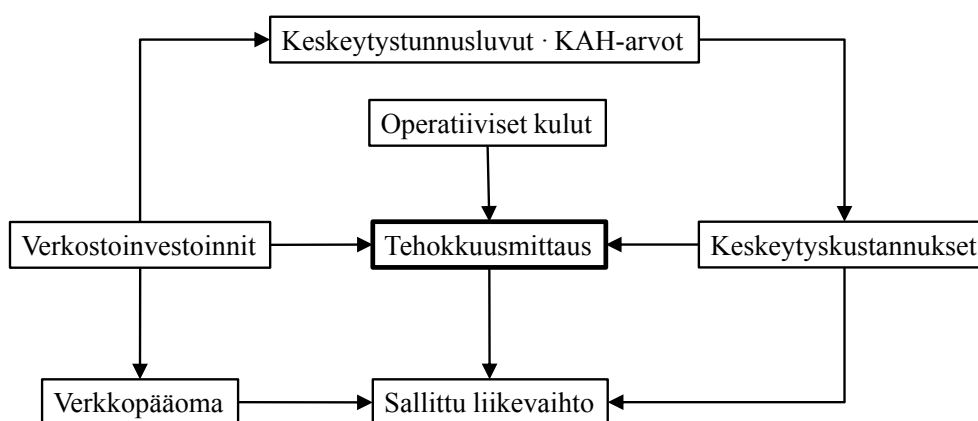 Keskeytystunnusluvut · KAH-arvot
Operatiiviset kulut
Verkostoinvestoinnit
Tehokkuusmittaus
Keskeytyskustannukset
Verkkopääoma
Sallittu liikevaihto